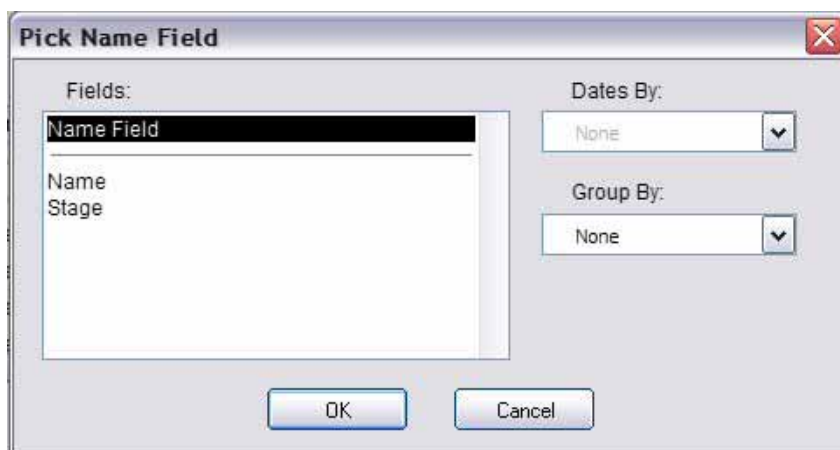 Pick Name Field
Fields:
Name Field
Name
Stage
Dates By:
None
Group By:
None
OK
Cancel